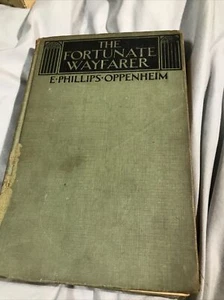 THE
FORTUNATE
WAYFARER
E·PHILLIPS·OPPENHEIM